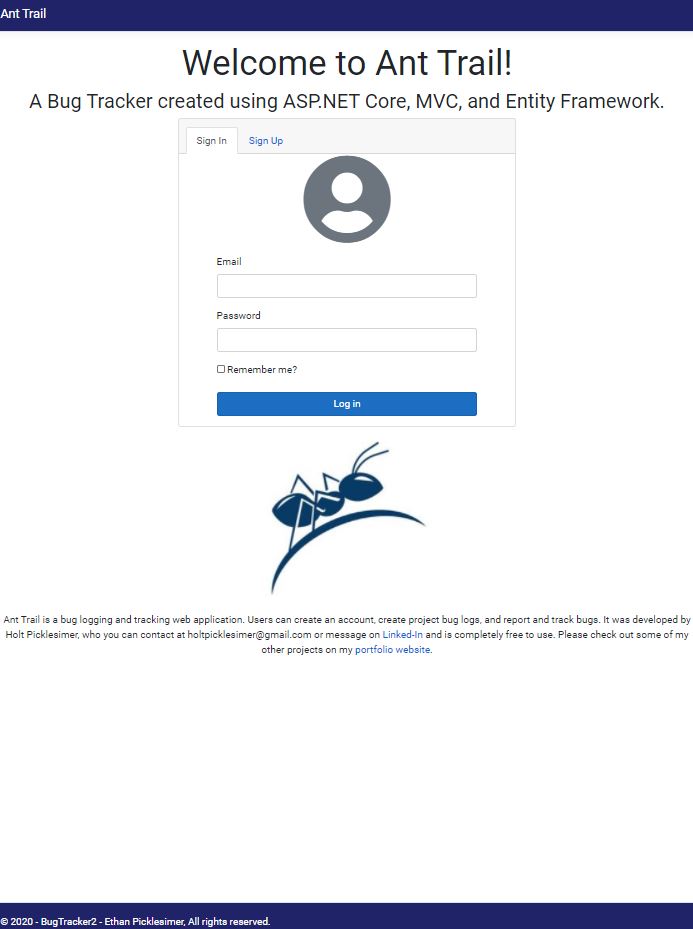 Ant Trail
Welcome to Ant Trail!
A Bug Tracker created using ASP.NET Core, MVC, and Entity Framework.
Sign In Sign Up
Email
Password
Remember me?
Log in
Ant Trail is a bug logging and tracking web application. Users can create an account, create project bug logs, and report and track bugs. It was developed by
Holt Picklesimer, who you can contact at holtpicklesimer@gmail.com or message on Linked-In and is completely free to use. Please check out some of my
other projects on my portfolio website.
© 2020 - BugTracker2 - Ethan Picklesimer, All rights reserved.